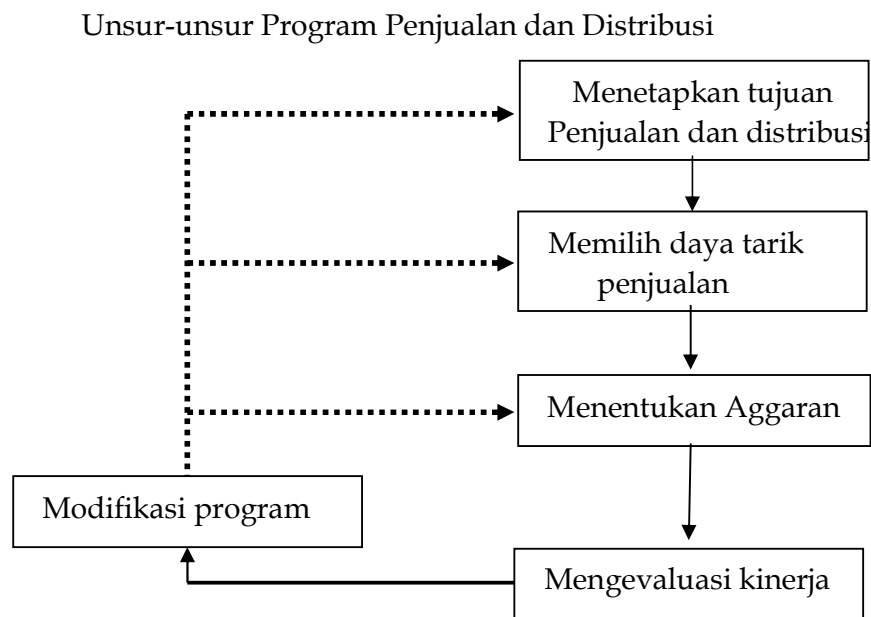 Unsur-unsur Program Penjualan dan Distribusi
Menetapkan tujuan
Penjualan dan distribusi
Memilih daya tarik
penjualan
Menentukan Aggaran
Modifikasi program
Mengevaluasi kinerja